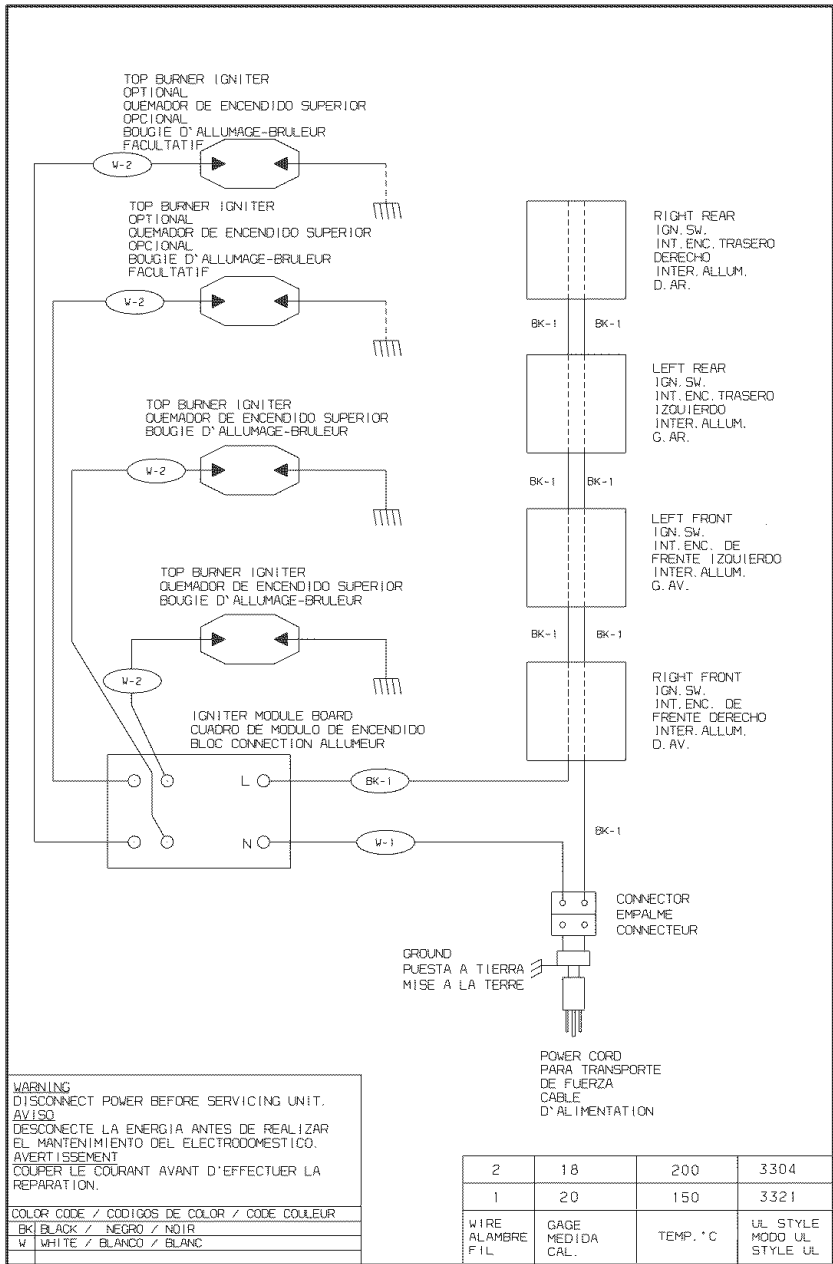 TOP BURNER IGNITER
OPTIONAL
QUEMADOR DE ENCENDIDO SUPERIOR
OPCIONAL
BOUGIE D'ALLUMAGE-BRULEUR
FACULTATIF
W-2
TOP BURNER IGNITER
OPTIONAL
QUEMADOR DE ENCENDIDO SUPERIOR
OPCIONAL
BOUGIE D'ALLUMAGE-BRULEUR
FACULTATIF
W-2
TOP BURNER IGNITER
QUEMADOR DE ENCENDIDO SUPERIOR
BOUGIE D'ALLUMAGE-BRULEUR
W-2
TOP BURNER IGNITER
QUEMADOR DE ENCENDIDO SUPERIOR
BOUGIE D'ALLUMAGE-BRULEUR
W-2
IGNITER MODULE BOARD
CUADRO DE MODULO DE ENCENDIDO
BLOC CONNECTION ALLUMEUR
L
BK-1
N
W-1
RIGHT REAR
IGN. SW.
INT. ENC. TRASERO
DERECHO
INTER. ALLUM.
D. AR.
BK-1 BK-1
LEFT REAR
IGN. SW.
INT. ENC. TRASERO
IZQUIERDO
INTER. ALLUM.
G. AR.
BK-1 BK-1
LEFT FRONT
IGN. SW.
INT. ENC. DE
FRENTE IZQUIERDO
INTER. ALLUM.
G. AV.
BK-1 BK-1
RIGHT FRONT
IGN. SW.
INT. ENC. DE
FRENTE DERECHO
INTER. ALLUM.
D. AV.
BK-1
CONNECTOR
EMPALME
CONNECTEUR
GROUND
PUESTA A TIERRA
MISE A LA TERRE
POWER CORD
PARA TRANSPORTE
DE FUERZA
CABLE
D'ALIMENTATION
WARNING
DISCONNECT POWER BEFORE SERVICING UNIT.
AVISO
DESCONECTE LA ENERGIA ANTES DE REALIZAR
EL MANTENIMIENTO DEL ELECTRODOMESTICO.
AVERTISSEMENT
COUPER LE COURANT AVANT D'EFFECTUER LA
REPARATION.
COLOR CODE / CODIGOS DE COLOR / CODE COULEUR
BK BLACK / NEGRO / NOIR
W WHITE / BLANCO / BLANC
2 18 200 3304
1 20 150 3321
WIRE GAGE TEMP. °C UL STYLE
ALAMBRE MEDIDA MODO UL
FIL CAL. STYLE UL